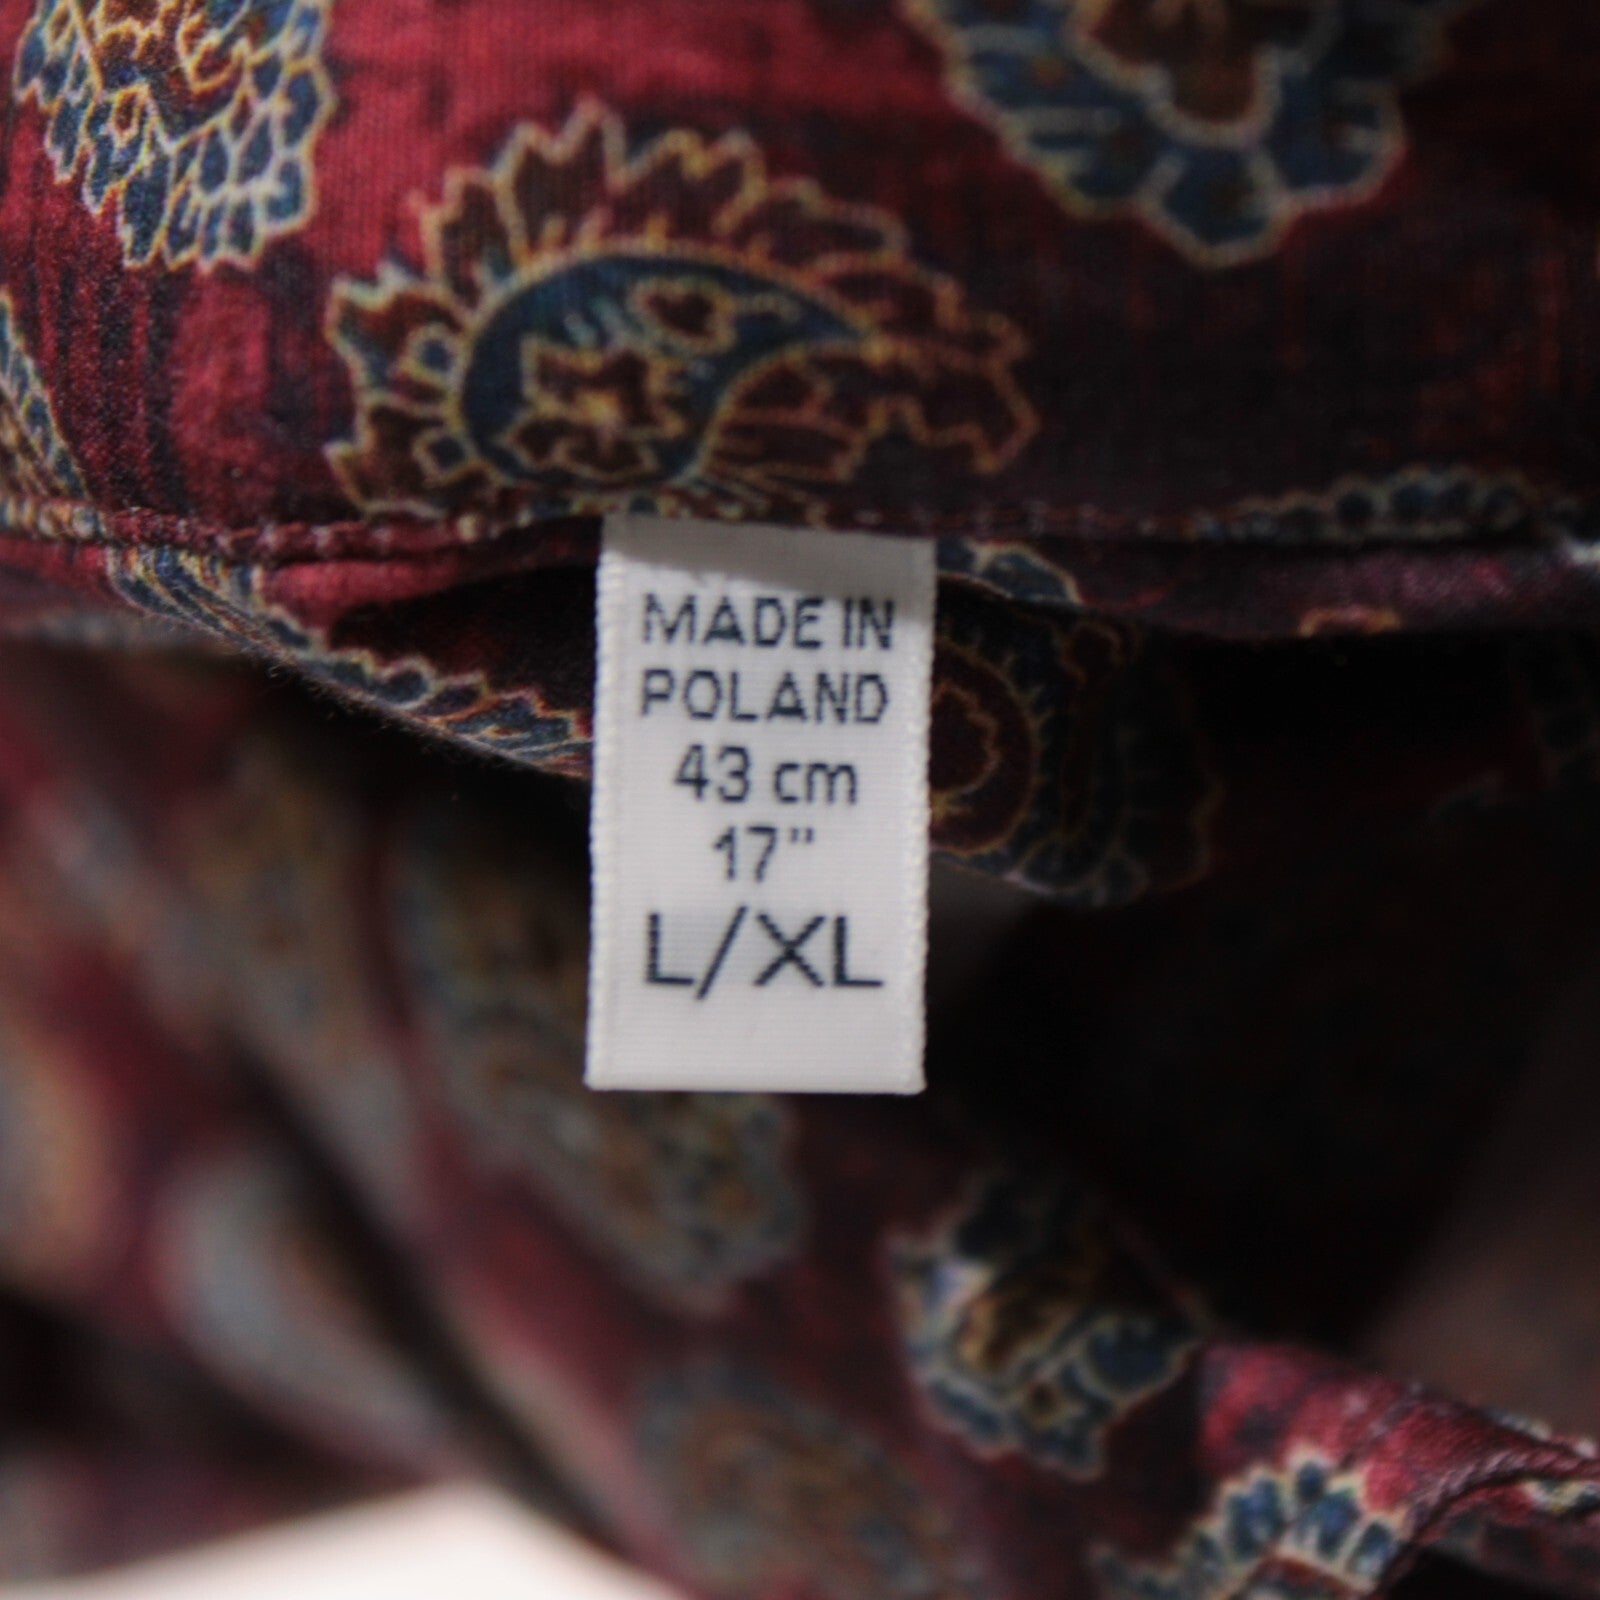 MADE IN
POLAND
43 cm
17"
L/XL